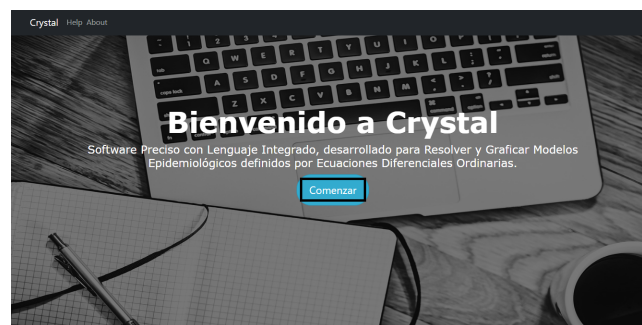 Crystal Help About
Bienvenido a Crystal
Software Preciso con Lenguaje Integrado, desarrollado para Resolver y Graficar Modelos
Epidemiológicos definidos por Ecuaciones Diferenciales Ordinarias.
Comenzar